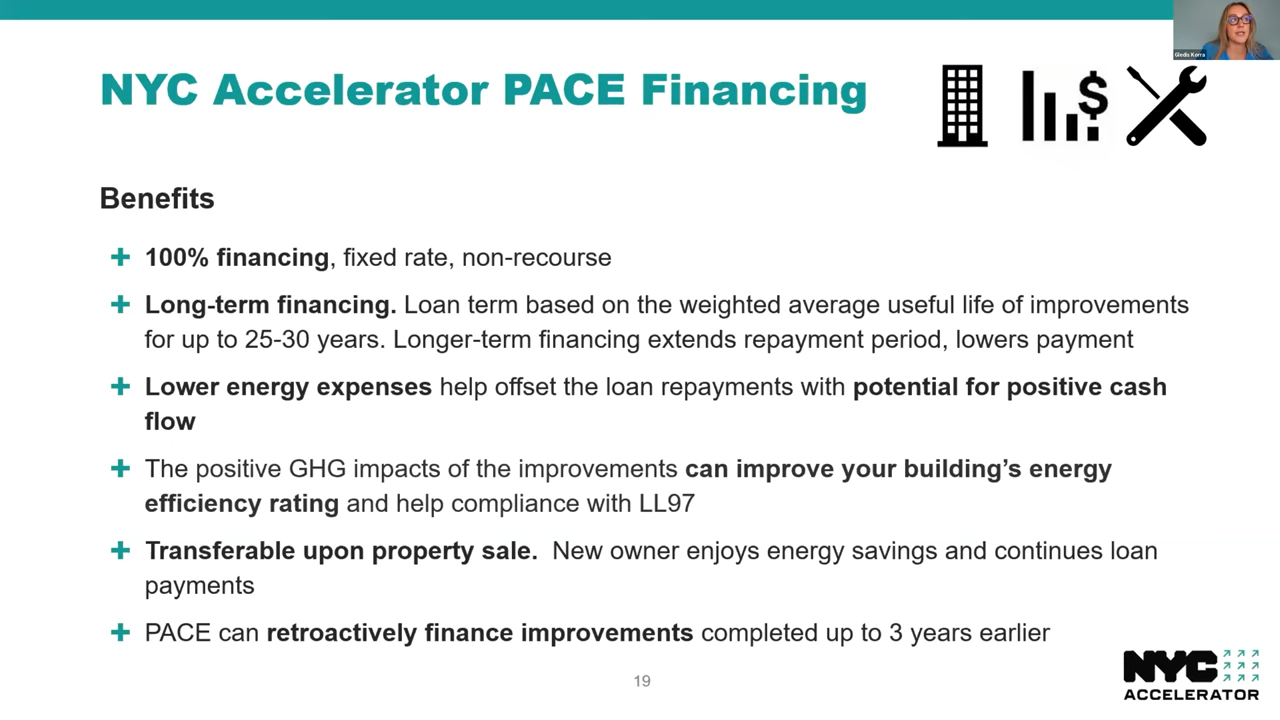 Gledis Korra
NYC Accelerator PACE Financing
$
Benefits
100% financing, fixed rate, non-recourse
Long-term financing. Loan term based on the weighted average useful life of improvements
for up to 25-30 years. Longer-term financing extends repayment period, lowers payment
Lower energy expenses help offset the loan repayments with potential for positive cash
flow
The positive GHG impacts of the improvements can improve your building’s energy
efficiency rating and help compliance with LL97
Transferable upon property sale.  New owner enjoys energy savings and continues loan
payments
PACE can retroactively finance improvements completed up to 3 years earlier
19
NYC
ACCELERATOR